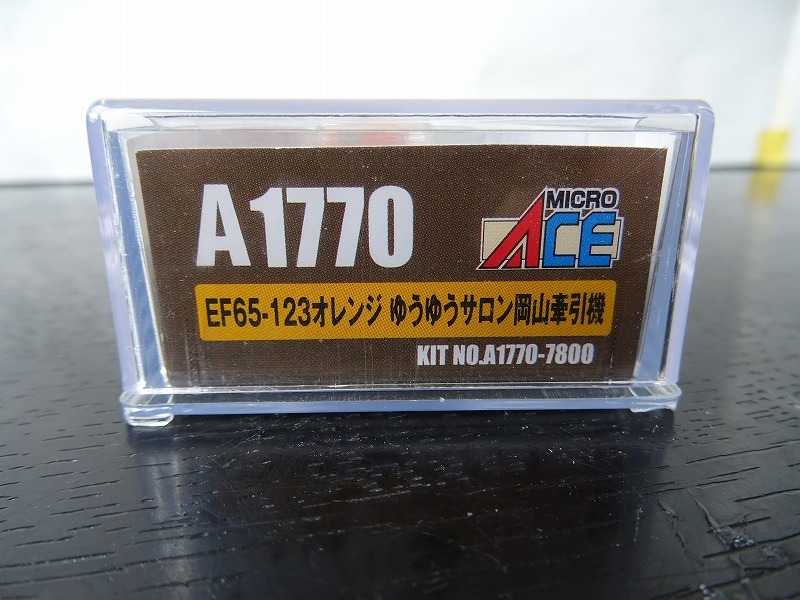 A1770
MICRO
ACE
EF65-123オレンジ ゆうゆうサロン岡山牽引機
KIT NO.A1770-7800